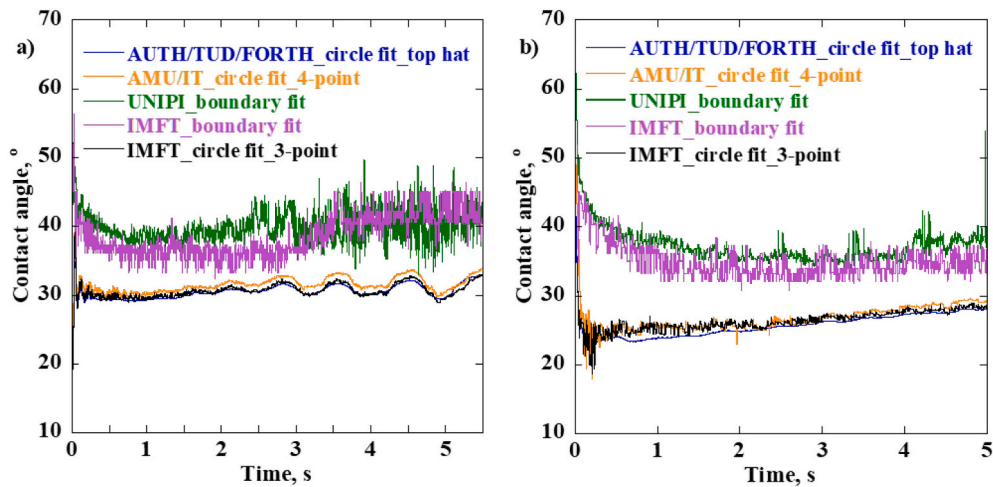 a)
AUTH/TUD/FORTH_circle fit_top hat
AMU/IT_circle fit_4-point
UNIPI_boundary fit
IMFT_boundary fit
IMFT_circle fit_3-point
Contact angle, °
70
60
50
40
30
20
10
0 1 2 3 4 5
Time, s
b)
AUTH/TUD/FORTH_circle fit_top hat
AMU/IT_circle fit_4-point
UNIPI_boundary fit
IMFT_boundary fit
IMFT_circle fit_3-point
Contact angle, °
70
60
50
40
30
20
10
0 1 2 3 4 5
Time, s